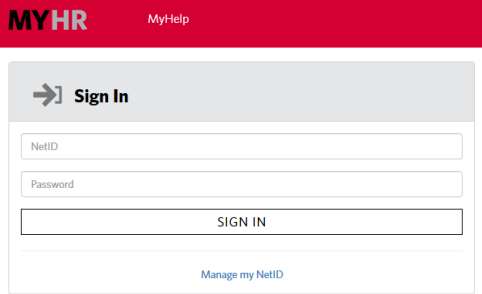 MYHR MyHelp
Sign In
NetID
Password
SIGN IN
Manage my NetID